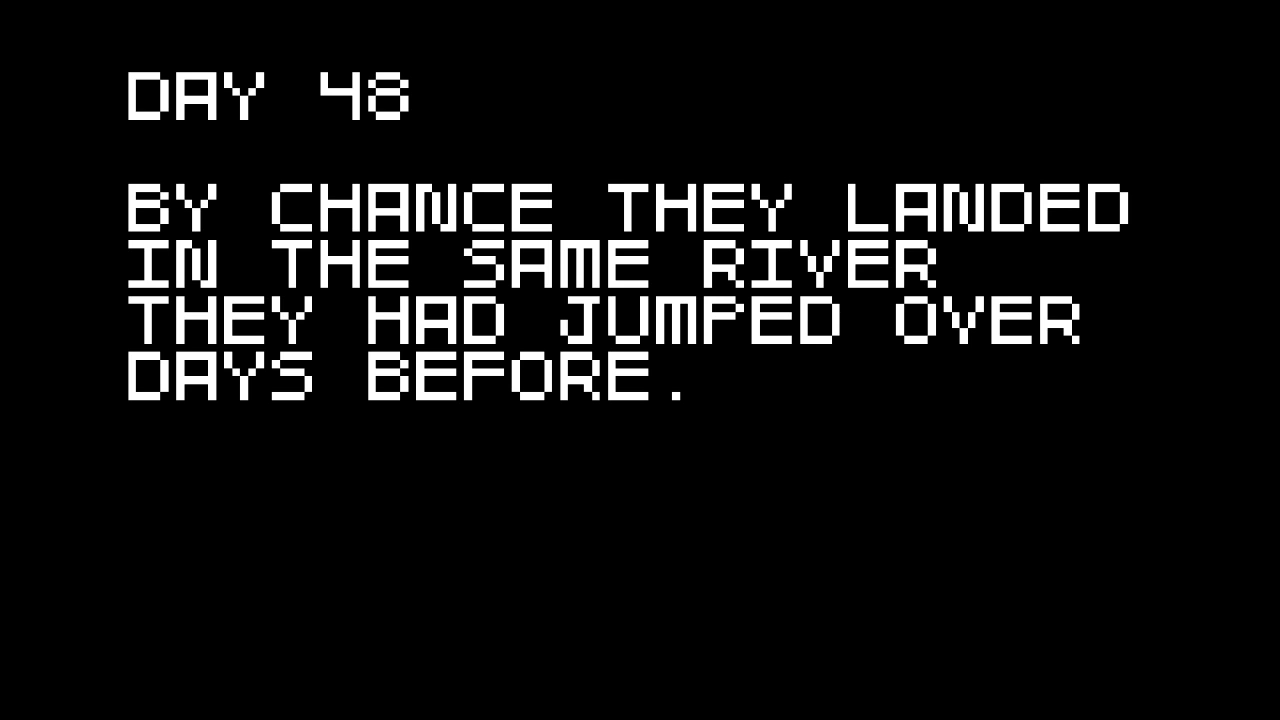 DAY 48
BY CHANCE THEY LANDED
IN THE SAME RIVER
THEY HAD JUMPED OVER
DAYS BEFORE.